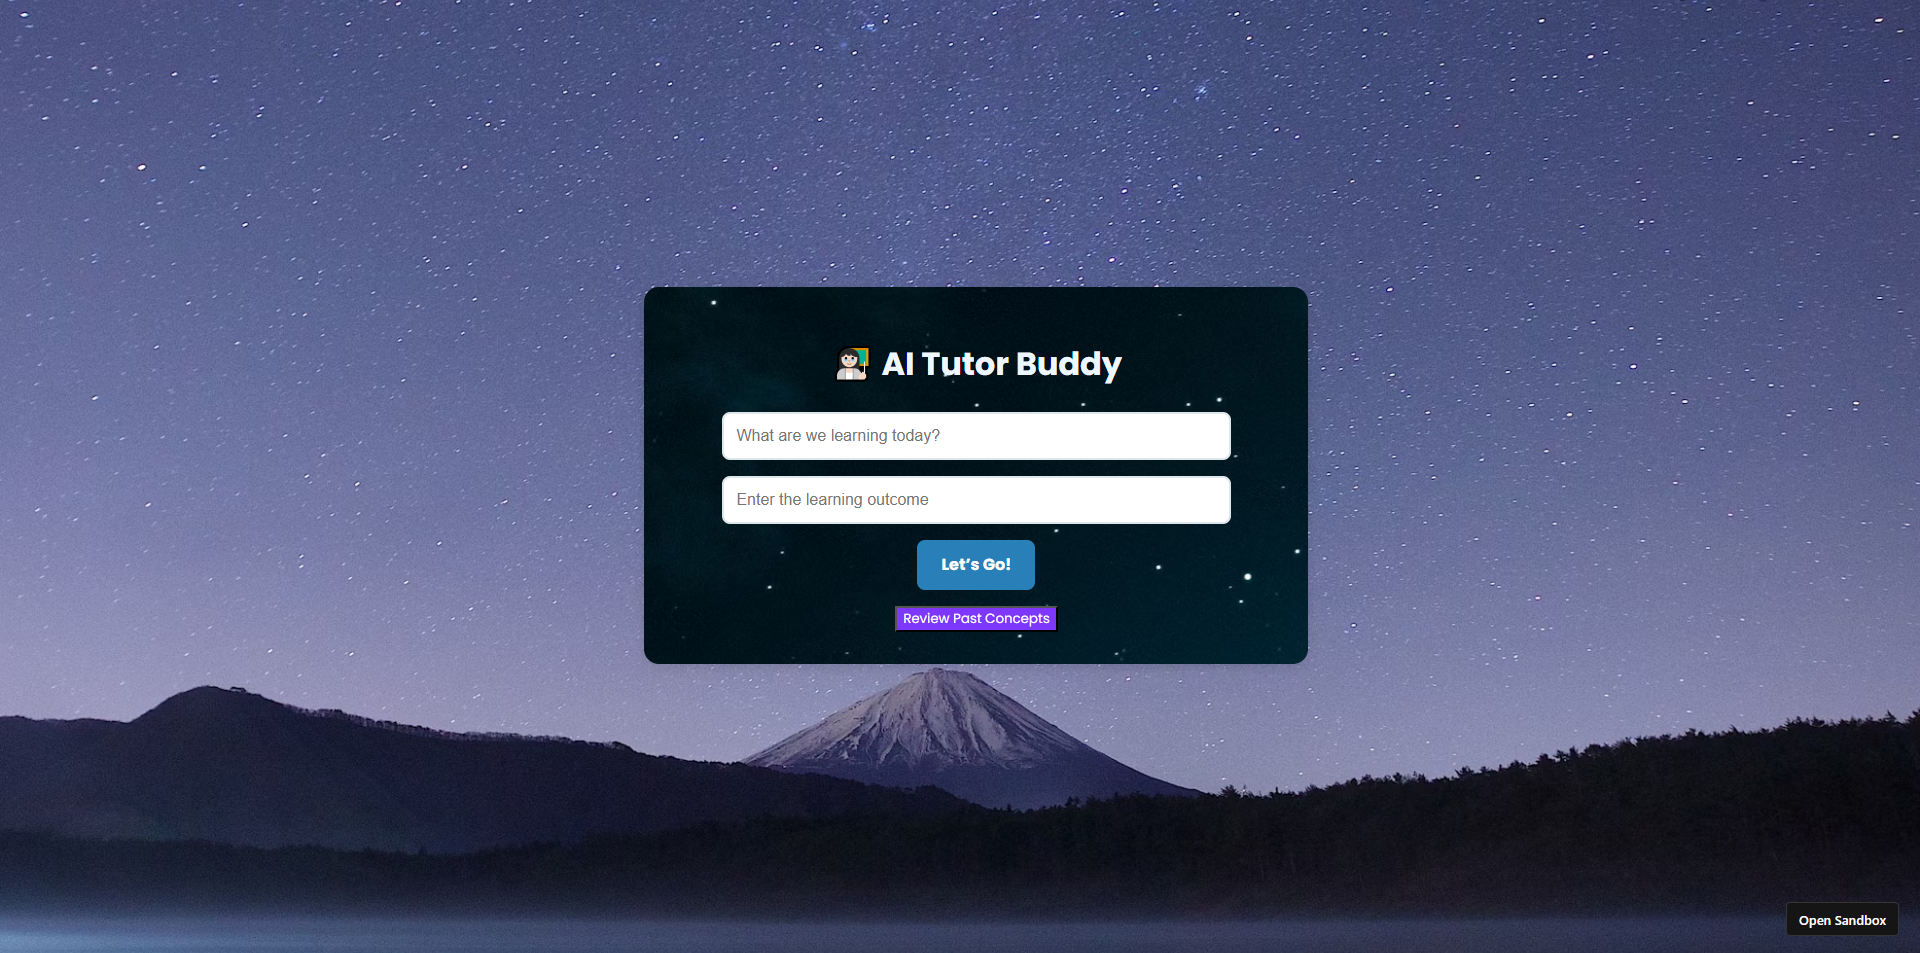 AI Tutor Buddy
What are we learning today?
Enter the learning outcome
Let’s Go!
Review Past Concepts
Open Sandbox